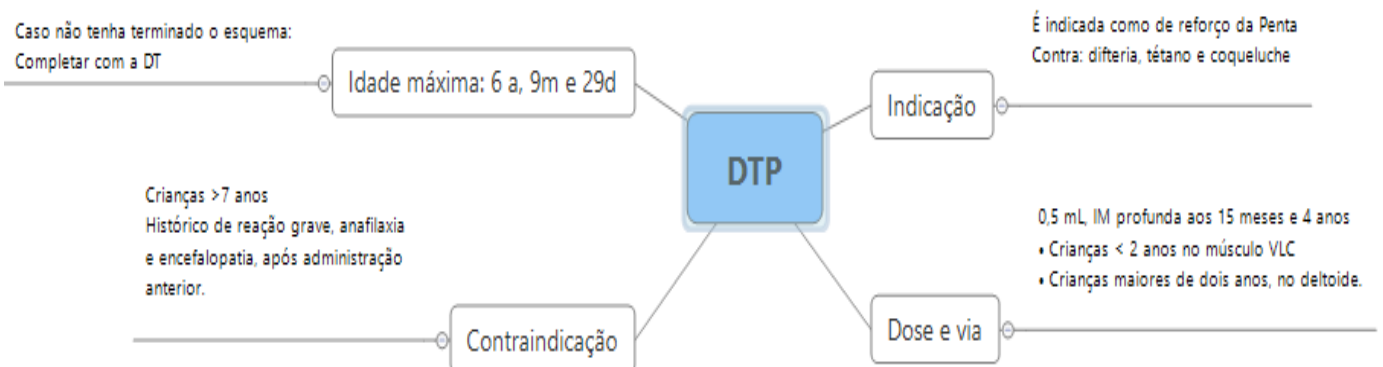 Caso não tenha terminado o esquema:
Completar com a DT
Idade máxima: 6 a, 9m e 29d
É indicada como de reforço da Penta
Contra: difteria, tétano e coqueluche
Indicação
DTP
Crianças >7 anos
Histórico de reação grave, anafilaxia
e encefalopatia, após administração
anterior.
Contraindicação
0,5 mL, IM profunda aos 15 meses e 4 anos
• Crianças < 2 anos no músculo VLC
• Crianças maiores de dois anos, no deltoide.
Dose e via